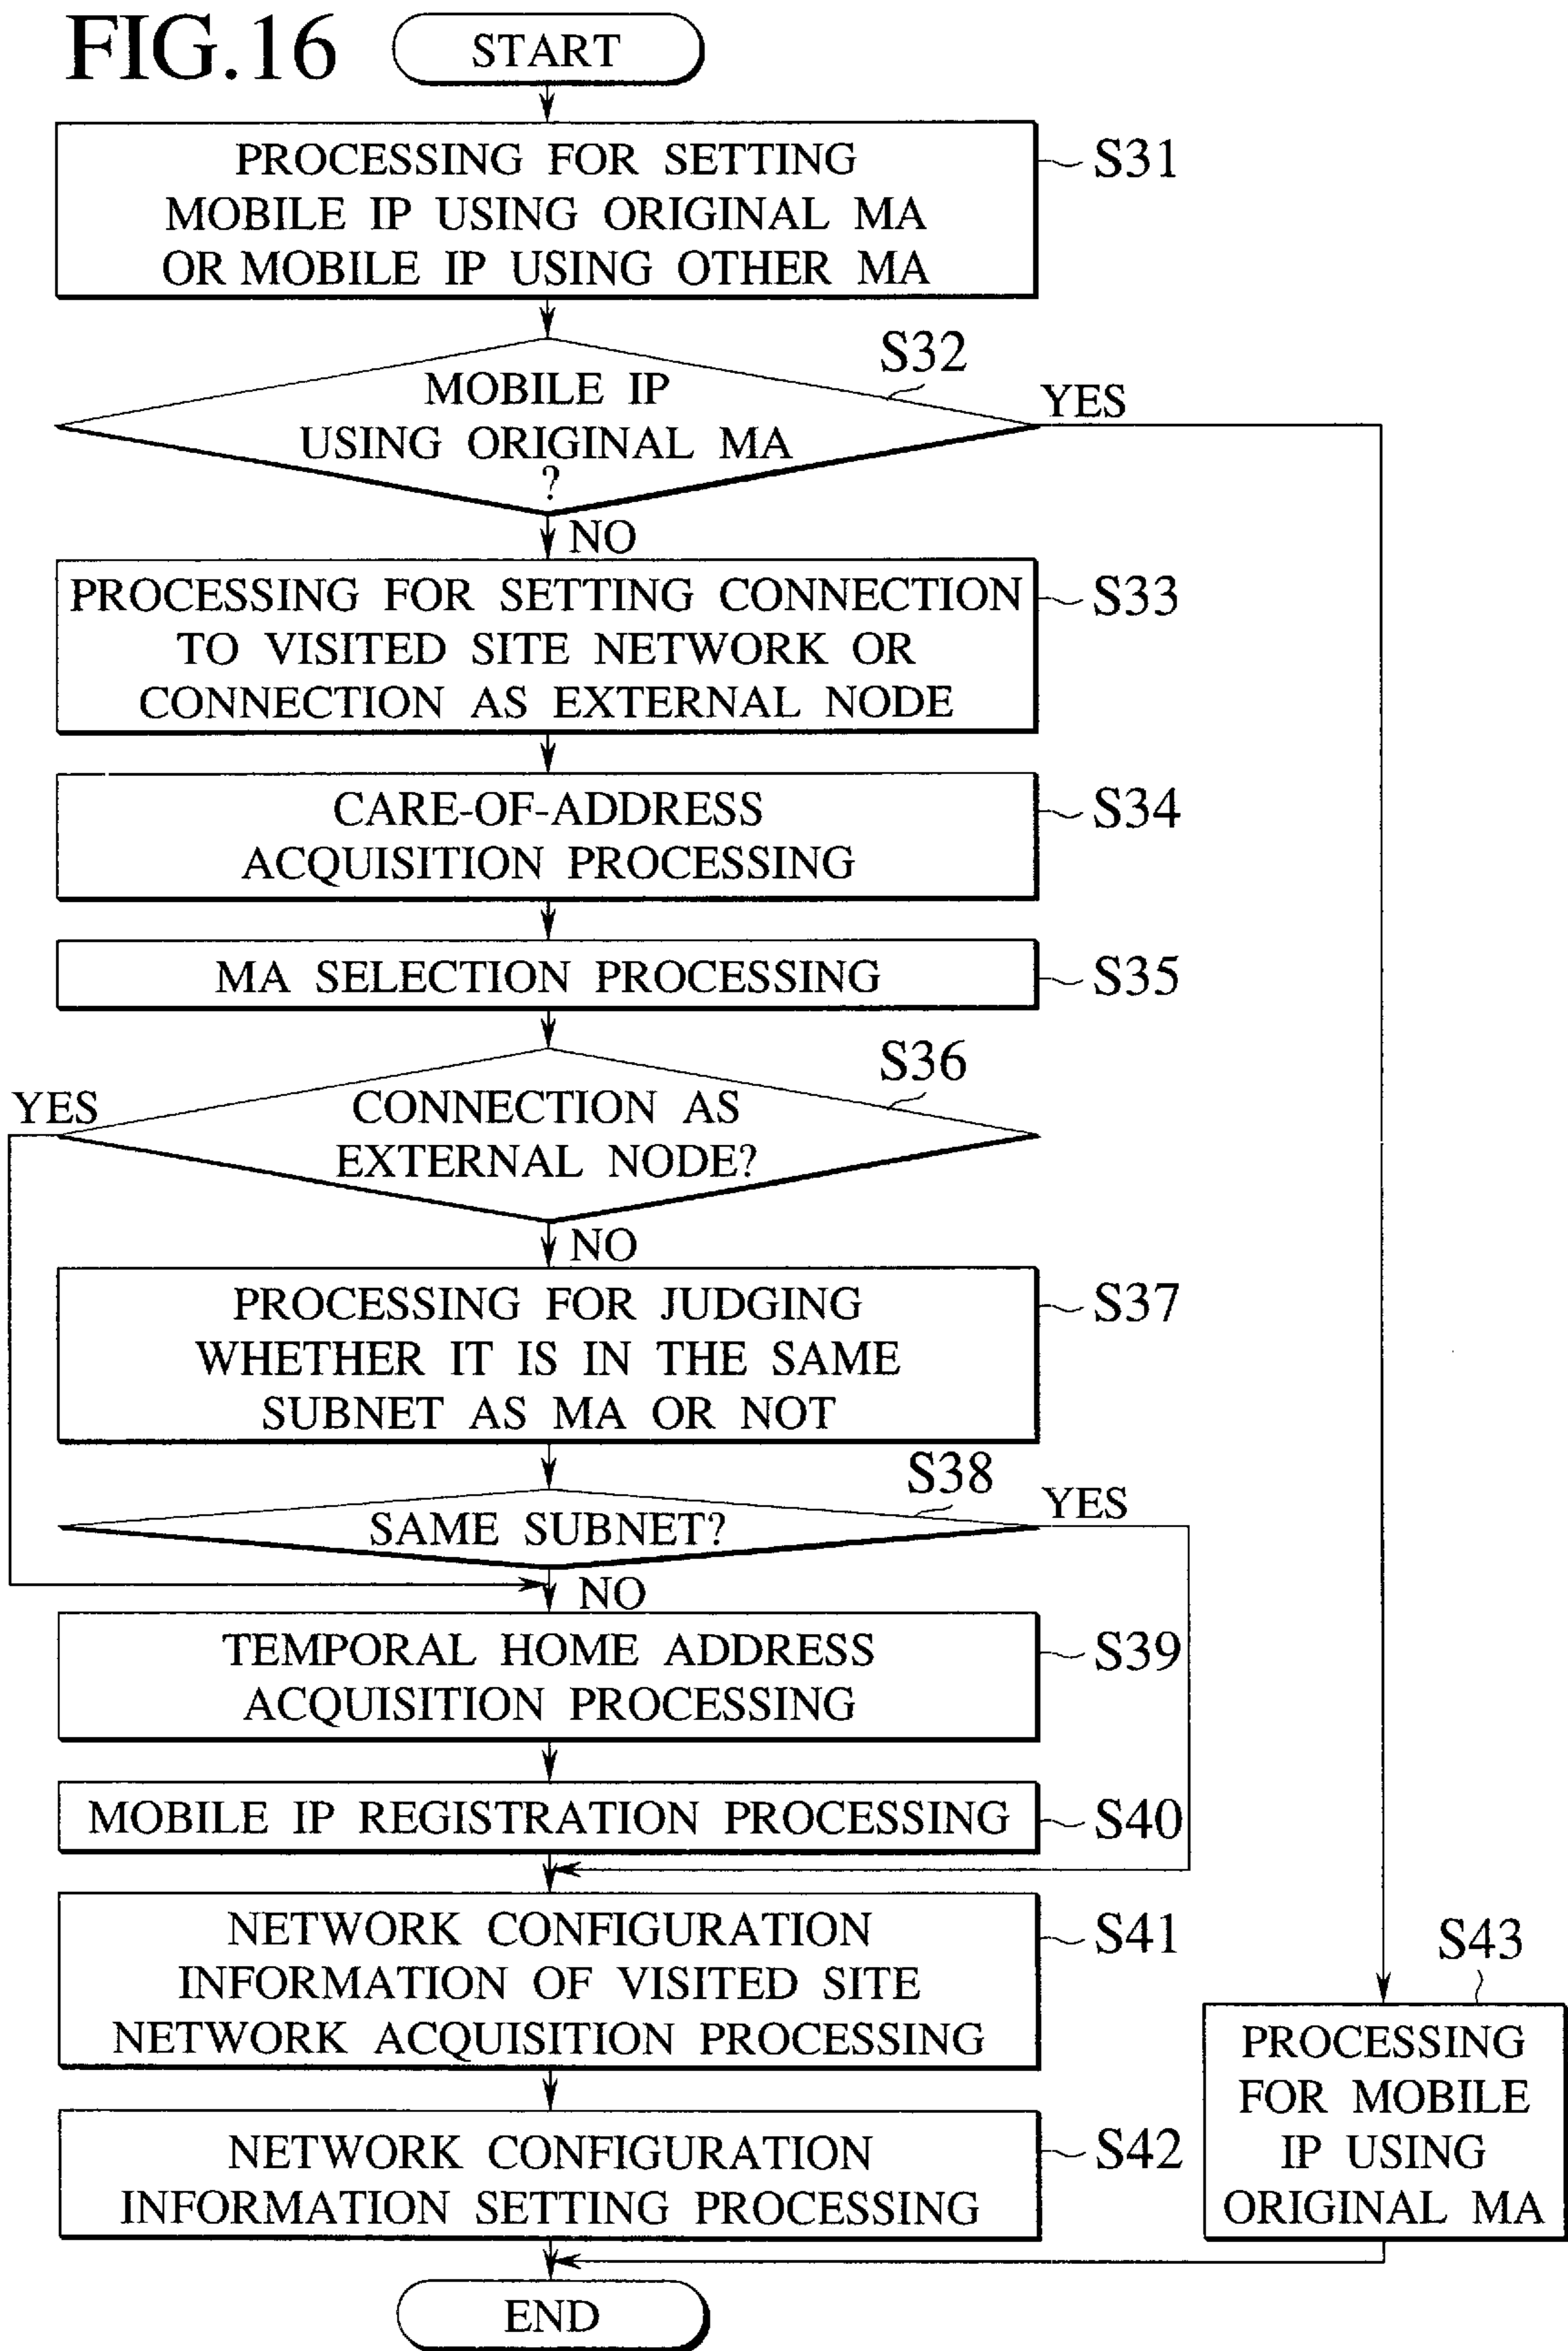 FIG.16
START
PROCESSING FOR SETTING
MOBILE IP USING ORIGINAL MA
OR MOBILE IP USING OTHER MA
S31
S32
MOBILE IP
USING ORIGINAL MA
?
YES
NO
PROCESSING FOR SETTING CONNECTION
TO VISITED SITE NETWORK OR
CONNECTION AS EXTERNAL NODE
S33
CARE-OF-ADDRESS
ACQUISITION PROCESSING
S34
MA SELECTION PROCESSING
S35
S36
YES
CONNECTION AS
EXTERNAL NODE?
NO
PROCESSING FOR JUDGING
WHETHER IT IS IN THE SAME
SUBNET AS MA OR NOT
S37
S38
SAME SUBNET?
YES
NO
TEMPORAL HOME ADDRESS
ACQUISITION PROCESSING
S39
MOBILE IP REGISTRATION PROCESSING
S40
NETWORK CONFIGURATION
INFORMATION OF VISITED SITE
NETWORK ACQUISITION PROCESSING
S41
NETWORK CONFIGURATION
INFORMATION SETTING PROCESSING
S42
S43
PROCESSING
FOR MOBILE
IP USING
ORIGINAL MA
END